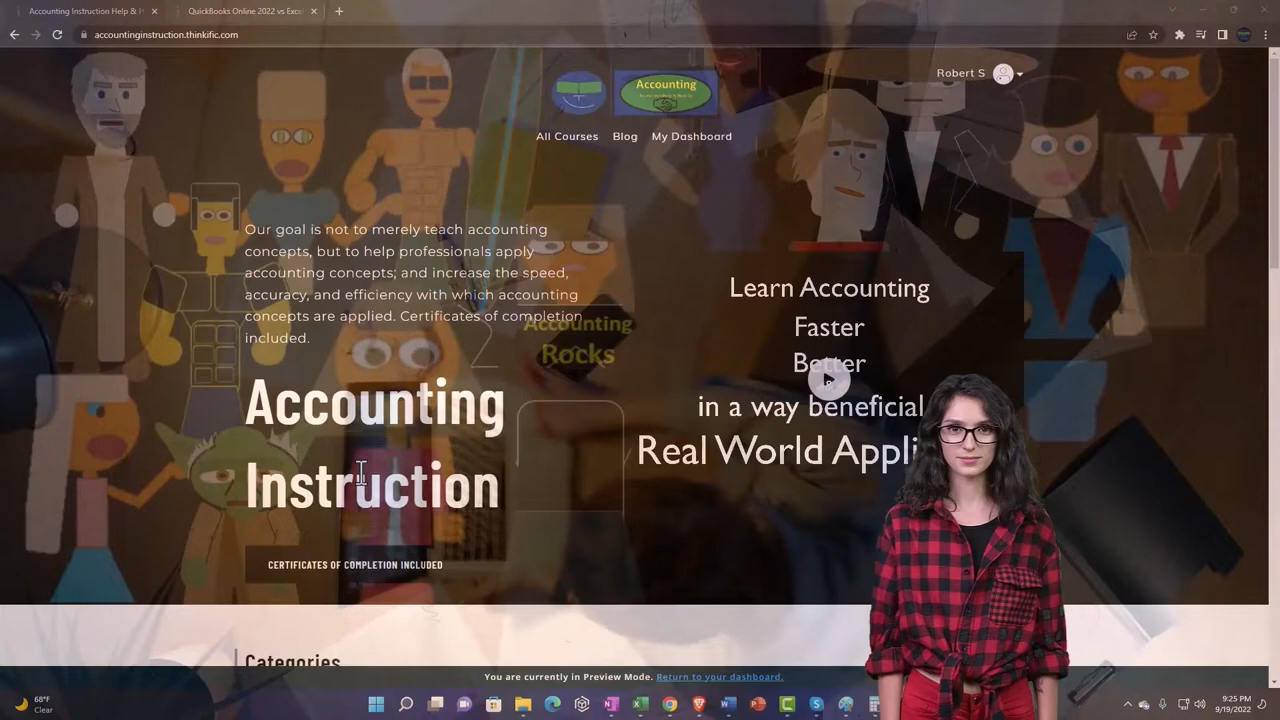 Accounting Instruction Help & H
QuickBooks Online 2022 vs Exce
accountinginstruction.thinkific.com
Accounting
Robert S
All Courses Blog My Dashboard
Our goal is not to merely teach accounting
concepts, but to help professionals apply
accounting concepts; and increase the speed,
accuracy, and efficiency with which accounting
concepts are applied. Certificates of completion
included.
Accounting
Instruction
CERTIFICATES OF COMPLETION INCLUDED
Accounting
Rocks
Learn Accounting
Faster
Better
&
in a way beneficial
Real World Appli
Categories
You are currently in Preview Mode. Return to your dashboard.
68°F
Clear
9:25 PM
9/19/2022